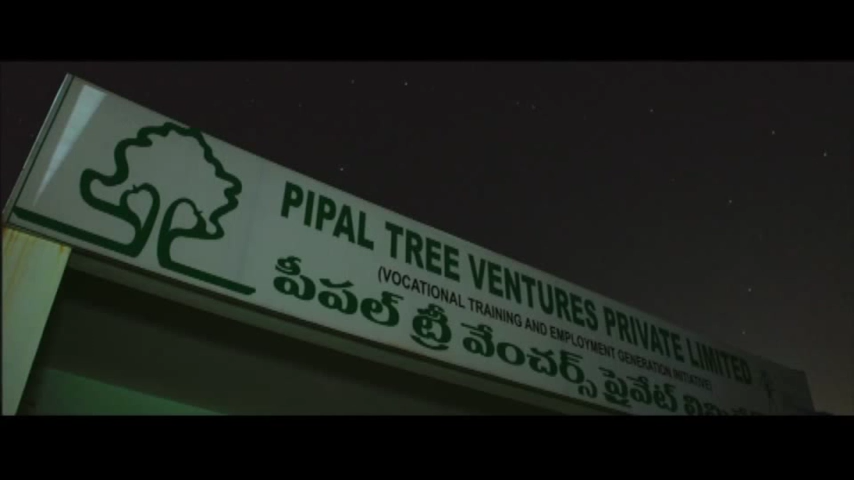 PIPAL TREE VENTURES PRIVATE LIMITED
(VOCATIONAL TRAINING AND EMPLOYMENT GENERATION INITIATIVE)
పీపల్ ట్రీ వేంచర్స్ ప్రైవేట్